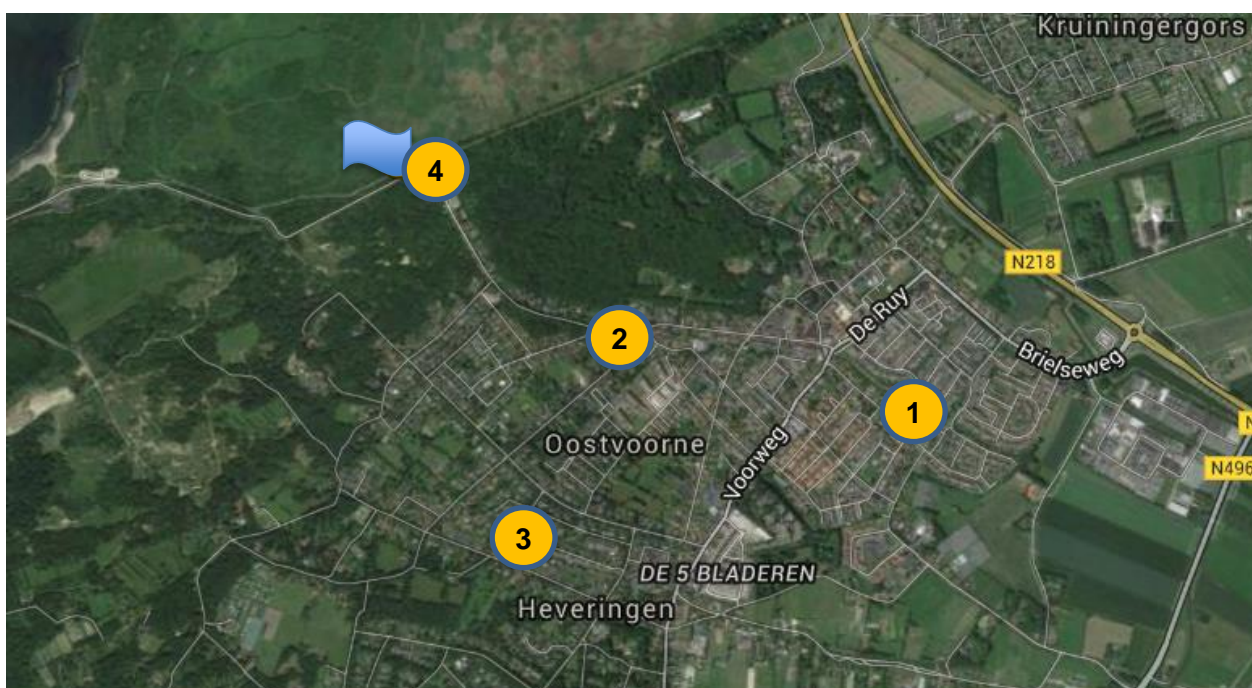 Kruiningergors
4
N218
De Ruy
2
Brielseweg
1
N
Oostvoorne
Voorweg
N496
3
DE 5 BLADEREN
Heveringen